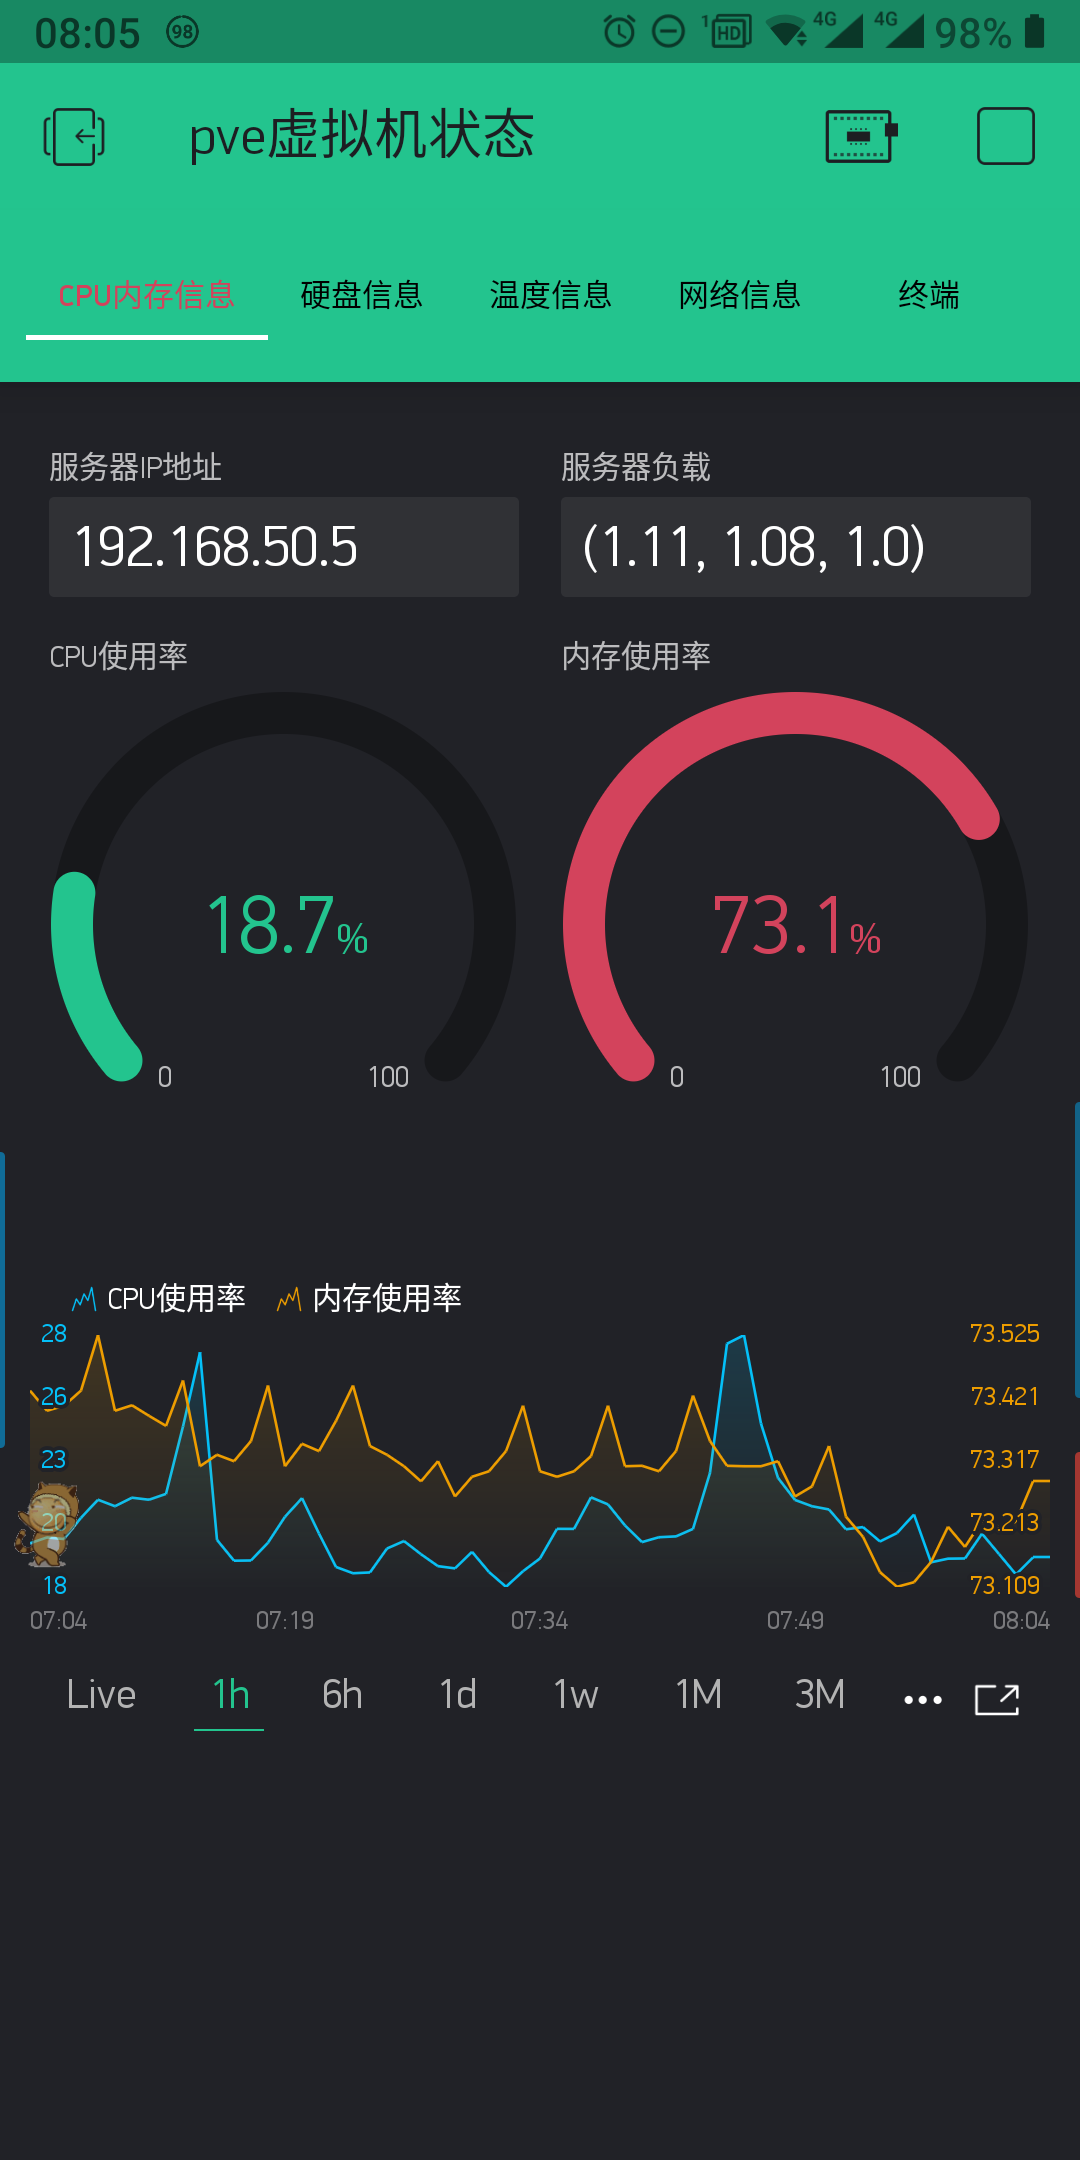 08:05 98 1 HD 4G 4G 98%
pve虚拟机状态
CPU内存信息 硬盘信息 温度信息 网络信息 终端
服务器IP地址 服务器负载
192.168.50.5 (1.11, 1.08, 1.0)
CPU使用率 内存使用率
18.7% 73.1%
0 100 0 100
CPU使用率 内存使用率
28 73.525
26 73.421
23 73.317
20 73.213
18 73.109
07:04 07:19 07:34 07:49 08:04
Live 1h 6h 1d 1w 1M 3M